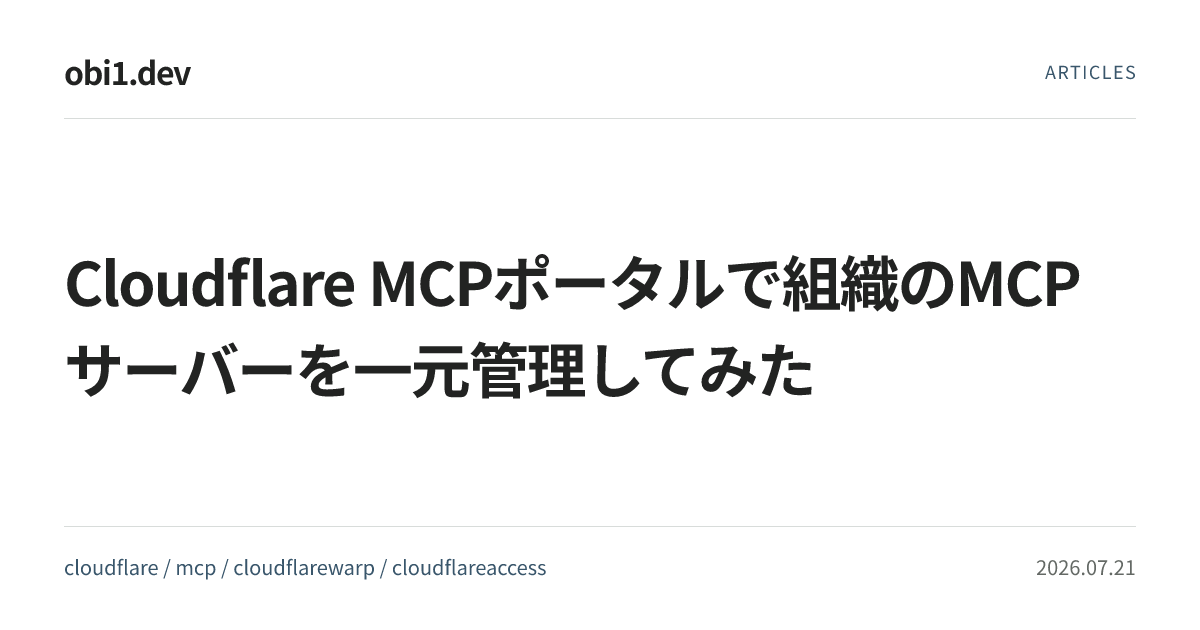 obi1.dev
ARTICLES
Cloudflare MCPポータルで組織のMCP
サーバーを一元管理してみた
cloudflare / mcp / cloudflarewarp / cloudflareaccess
2026.07.21